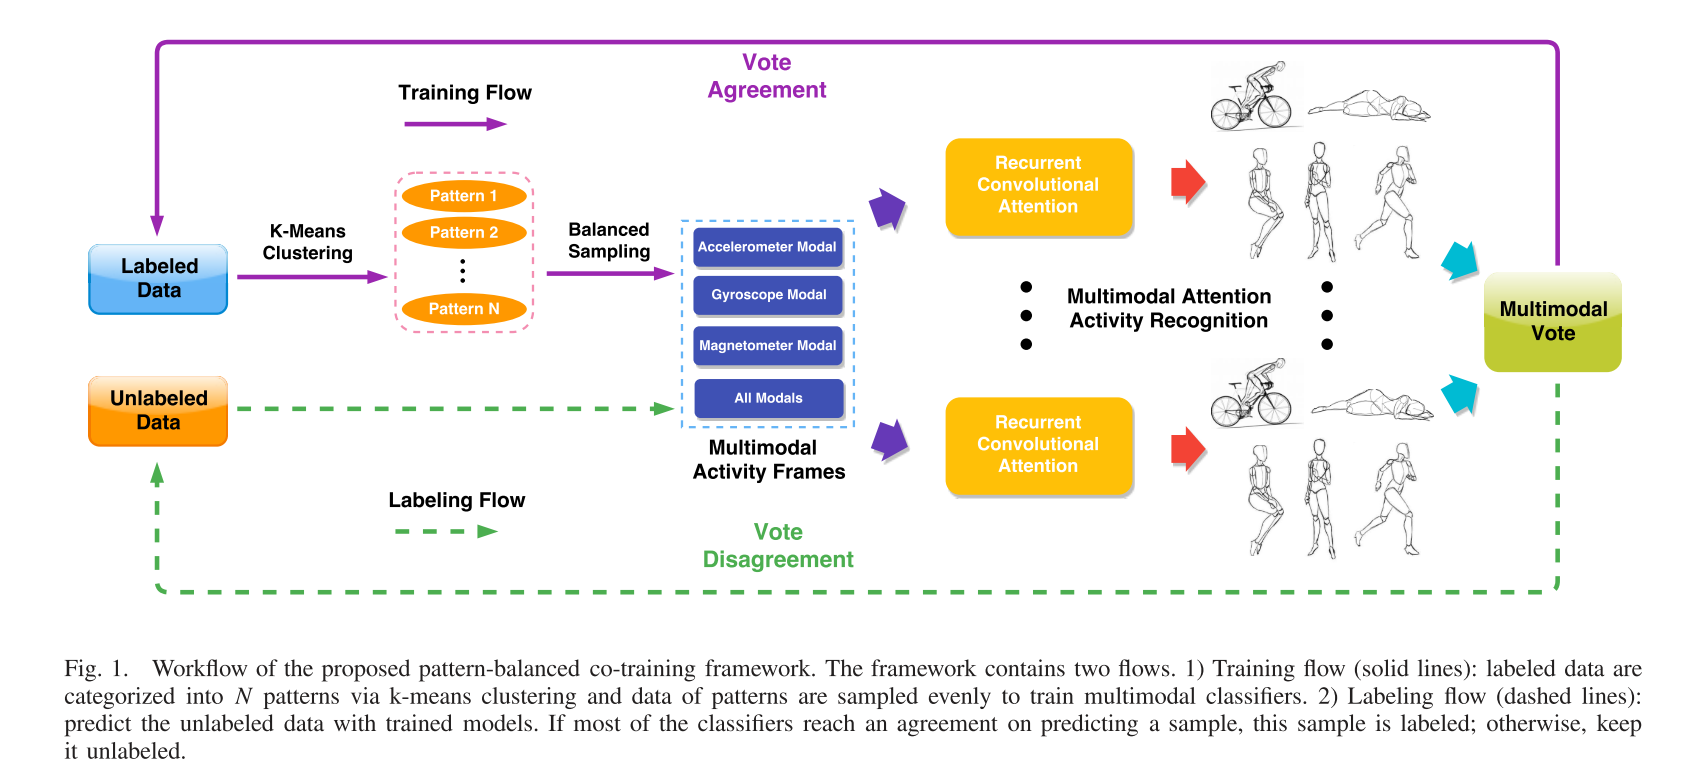 Vote
Agreement
Training Flow
Pattern 1
Pattern 2
Pattern N
K-Means
Clustering
Balanced
Sampling
Labeled
Data
Unlabeled
Data
Accelerometer Modal
Gyroscope Modal
Magnetometer Modal
All Modals
Multimodal
Activity Frames
Recurrent
Convolutional
Attention
Multimodal Attention
Activity Recognition
Recurrent
Convolutional
Attention
Multimodal
Vote
Labeling Flow
Vote
Disagreement
Fig. 1. Workflow of the proposed pattern-balanced co-training framework. The framework contains two flows. 1) Training flow (solid lines): labeled data are
categorized into N patterns via k-means clustering and data of patterns are sampled evenly to train multimodal classifiers. 2) Labeling flow (dashed lines):
predict the unlabeled data with trained models. If most of the classifiers reach an agreement on predicting a sample, this sample is labeled; otherwise, keep
it unlabeled.